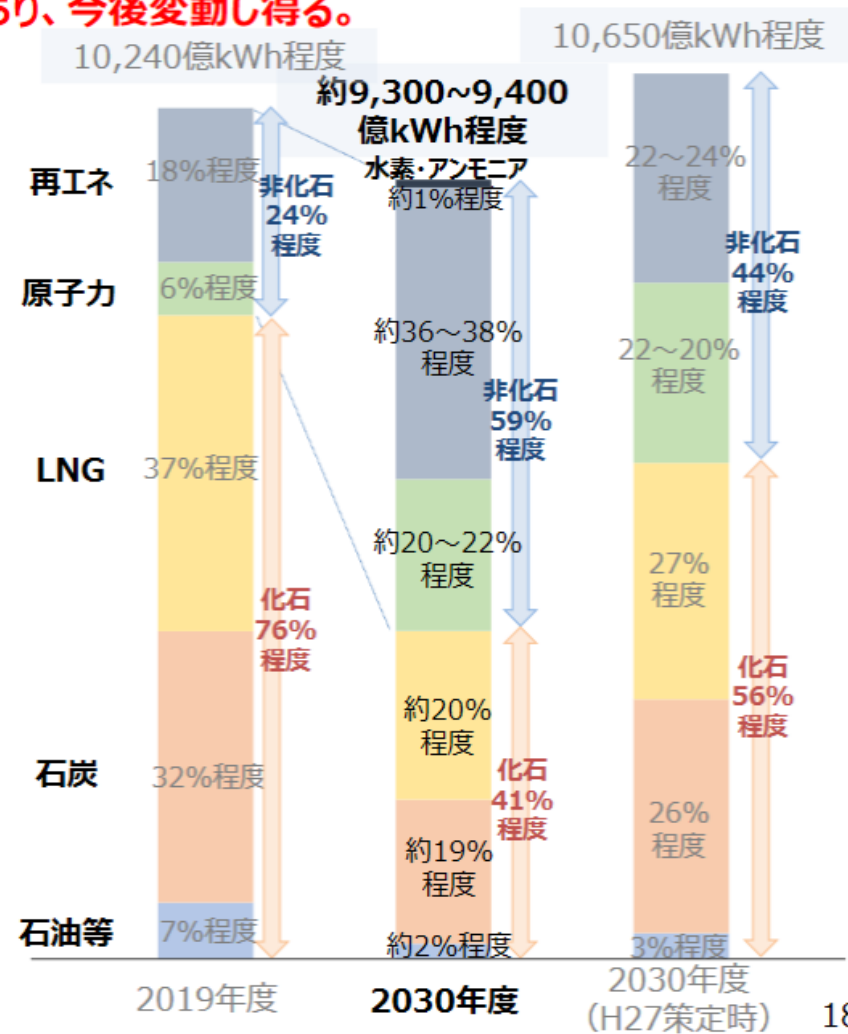 り、今後変動し得る。
10,240億kWh程度
約9,300~9,400
億kWh程度
10,650億kWh程度
再エネ
原子力
LNG
石炭
石油等
18%程度
6%程度
37%程度
32%程度
7%程度
非化石
24%
程度
化石
76%
程度
水素・アンモニア
約1%程度
約36~38%
程度
約20~22%
程度
約20%
程度
約19%
程度
約2%程度
非化石
59%
程度
化石
41%
程度
22~24%
程度
22~20%
程度
27%
程度
26%
程度
3%程度
非化石
44%
程度
化石
56%
程度
2019年度
2030年度
2030年度
(H27策定時)
18